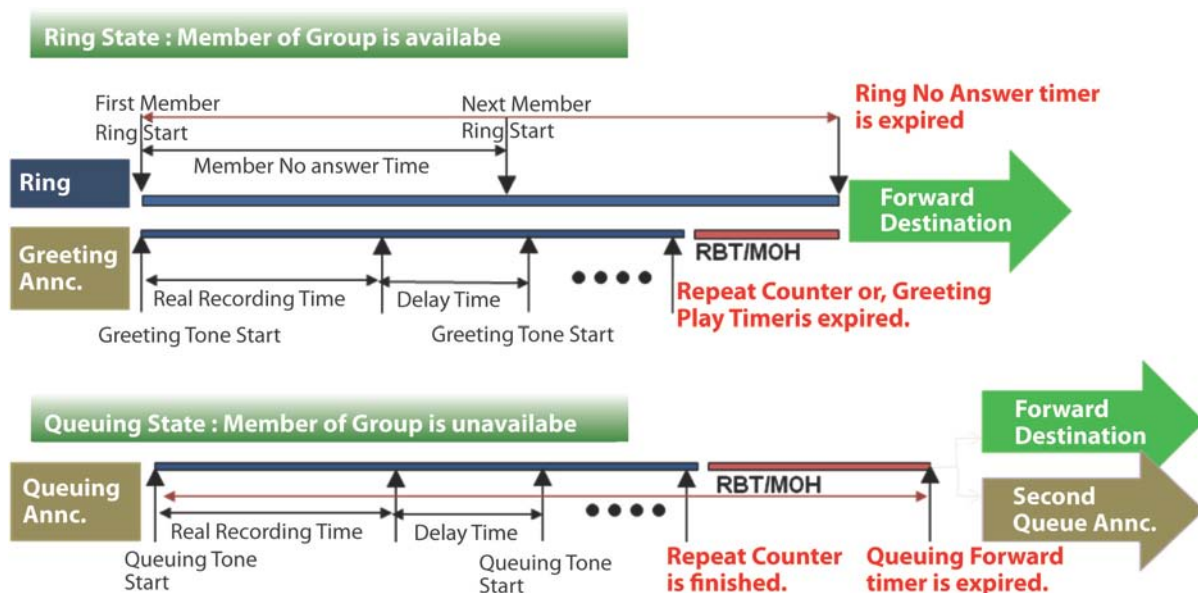 Ring State : Member of Group is availabe
First Member
Ring Start
Next Member
Ring Start
Ring No Answer timer
is expired
Member No answer Time
Ring
Forward
Destination
Greeting
Annc.
RBT/MOH
Real Recording Time
Delay Time
Repeat Counter or, Greeting
Play Timeris expired.
Greeting Tone Start
Greeting Tone Start
Queuing State : Member of Group is unavailabe
Forward
Destination
Queuing
Annc.
RBT/MOH
Second
Queue Annc.
Real Recording Time
Delay Time
Queuing Tone
Start
Queuing Tone
Start
Repeat Counter
is finished.
Queuing Forward
timer is expired.